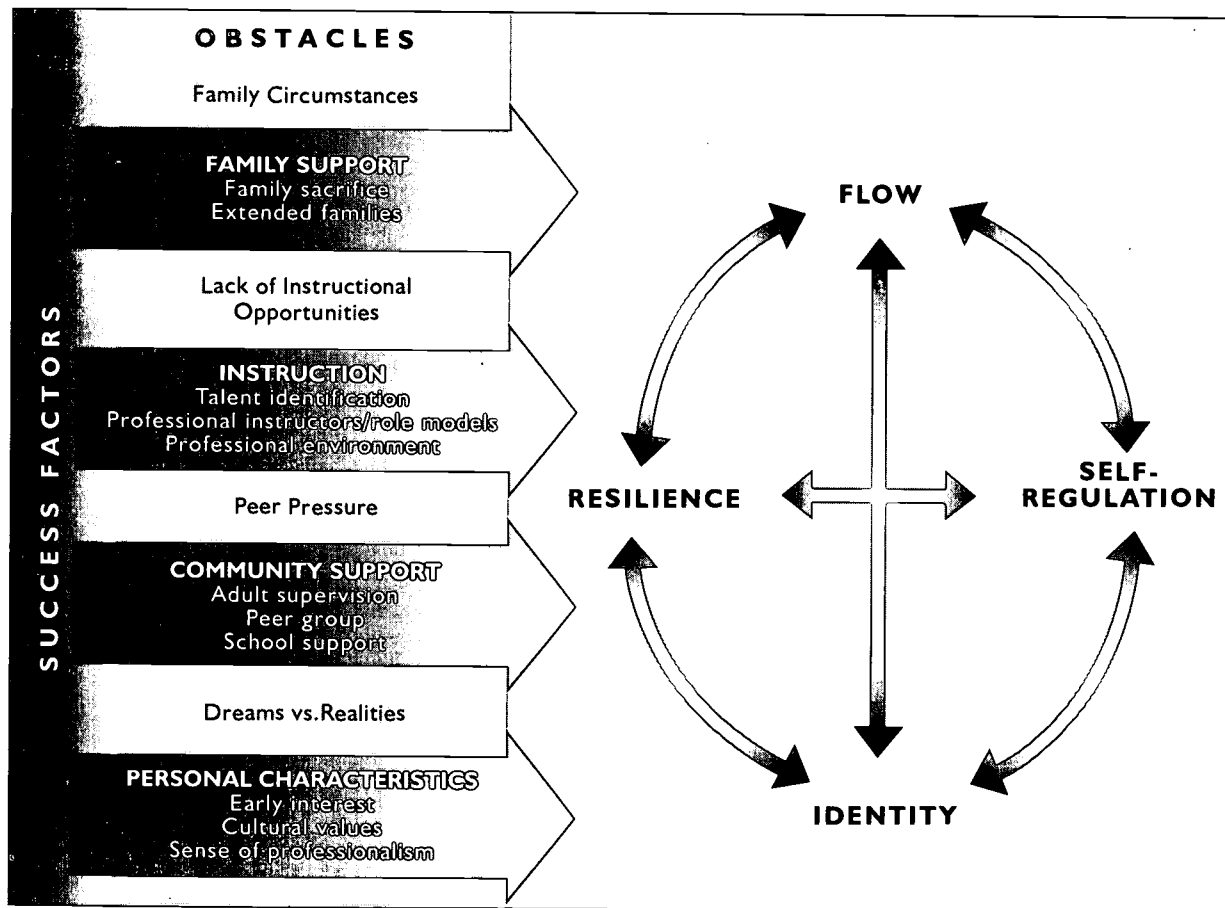 SUCCESS FACTORS
OBSTACLES
Family Circumstances
FAMILY SUPPORT
Family sacrifice
Extended families
Lack of Instructional
Opportunities
INSTRUCTION
Talent identification
Professional instructors/role models
Professional environment
Peer Pressure
COMMUNITY SUPPORT
Adult supervision
Peer group
School support
Dreams vs.Realities
PERSONAL CHARACTERISTICS
Early interest
Cultural values
Sense of professionalism
FLOW
RESILIENCE
SELF-
REGULATION
IDENTITY